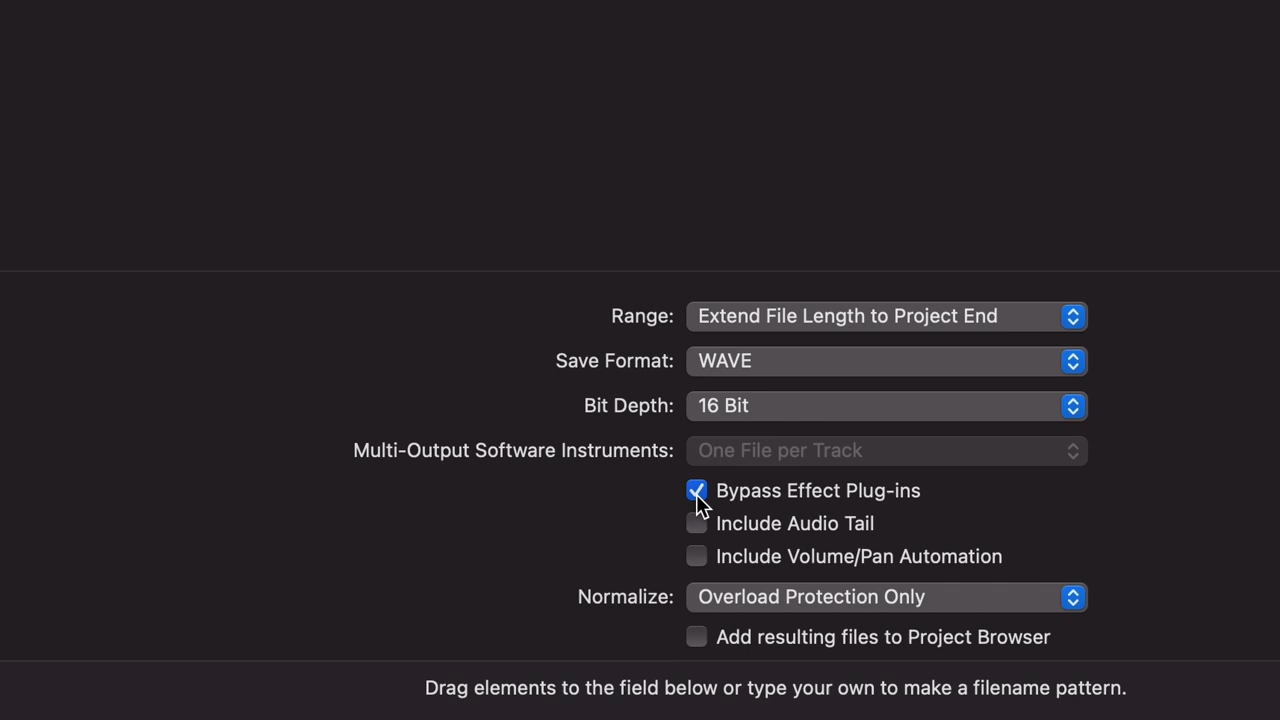 Range: Extend File Length to Project End
Save Format: WAVE
Bit Depth: 16 Bit
Multi-Output Software Instruments: One File per Track
Bypass Effect Plug-ins
Include Audio Tail
Include Volume/Pan Automation
Normalize: Overload Protection Only
Add resulting files to Project Browser
Drag elements to the field below or type your own to make a filename pattern.